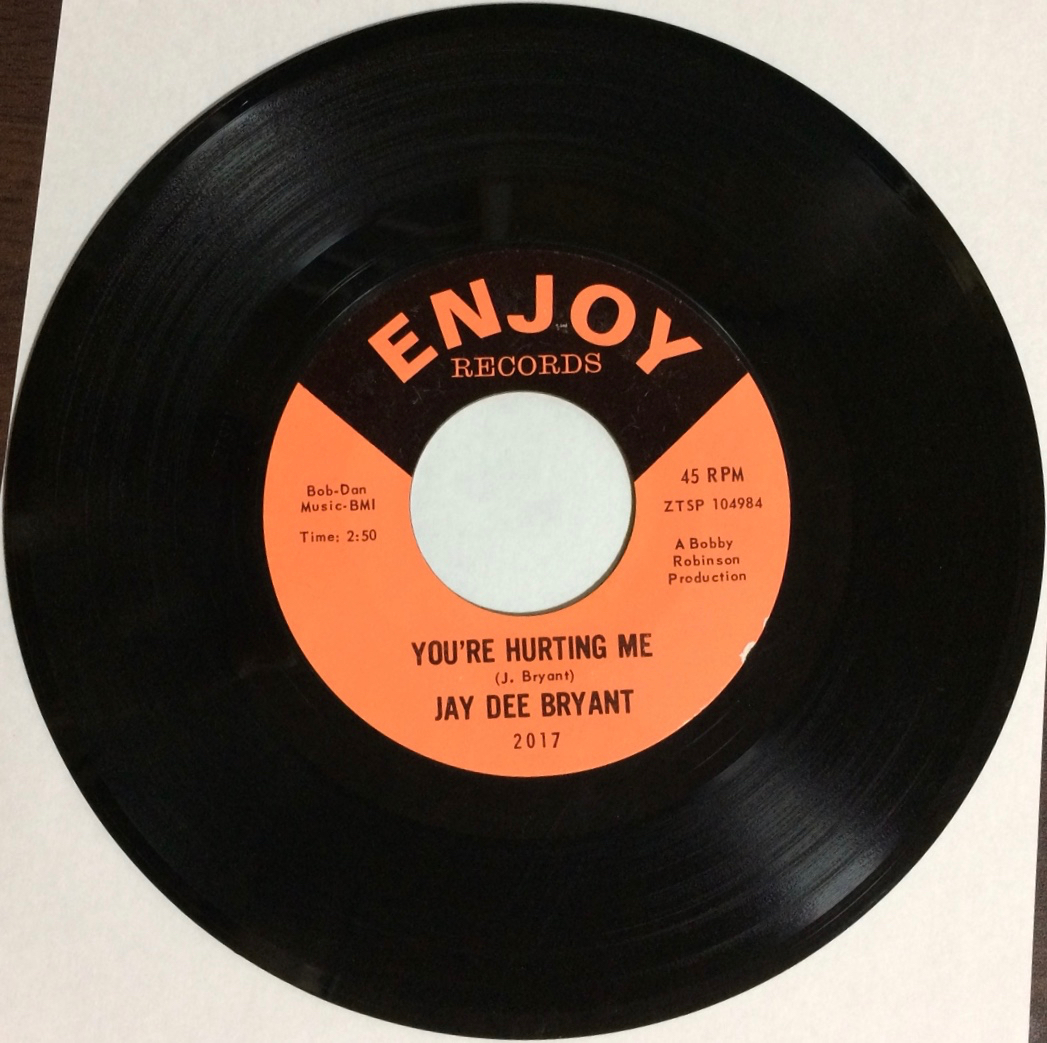 ENJOY
RECORDS
Bob-Dan
Music-BMI
Time: 2:50
45 RPM
ZTSP 104984
A Bobby
Robinson
Production
YOU'RE HURTING ME
(J. Bryant)
JAY DEE BRYANT
2017